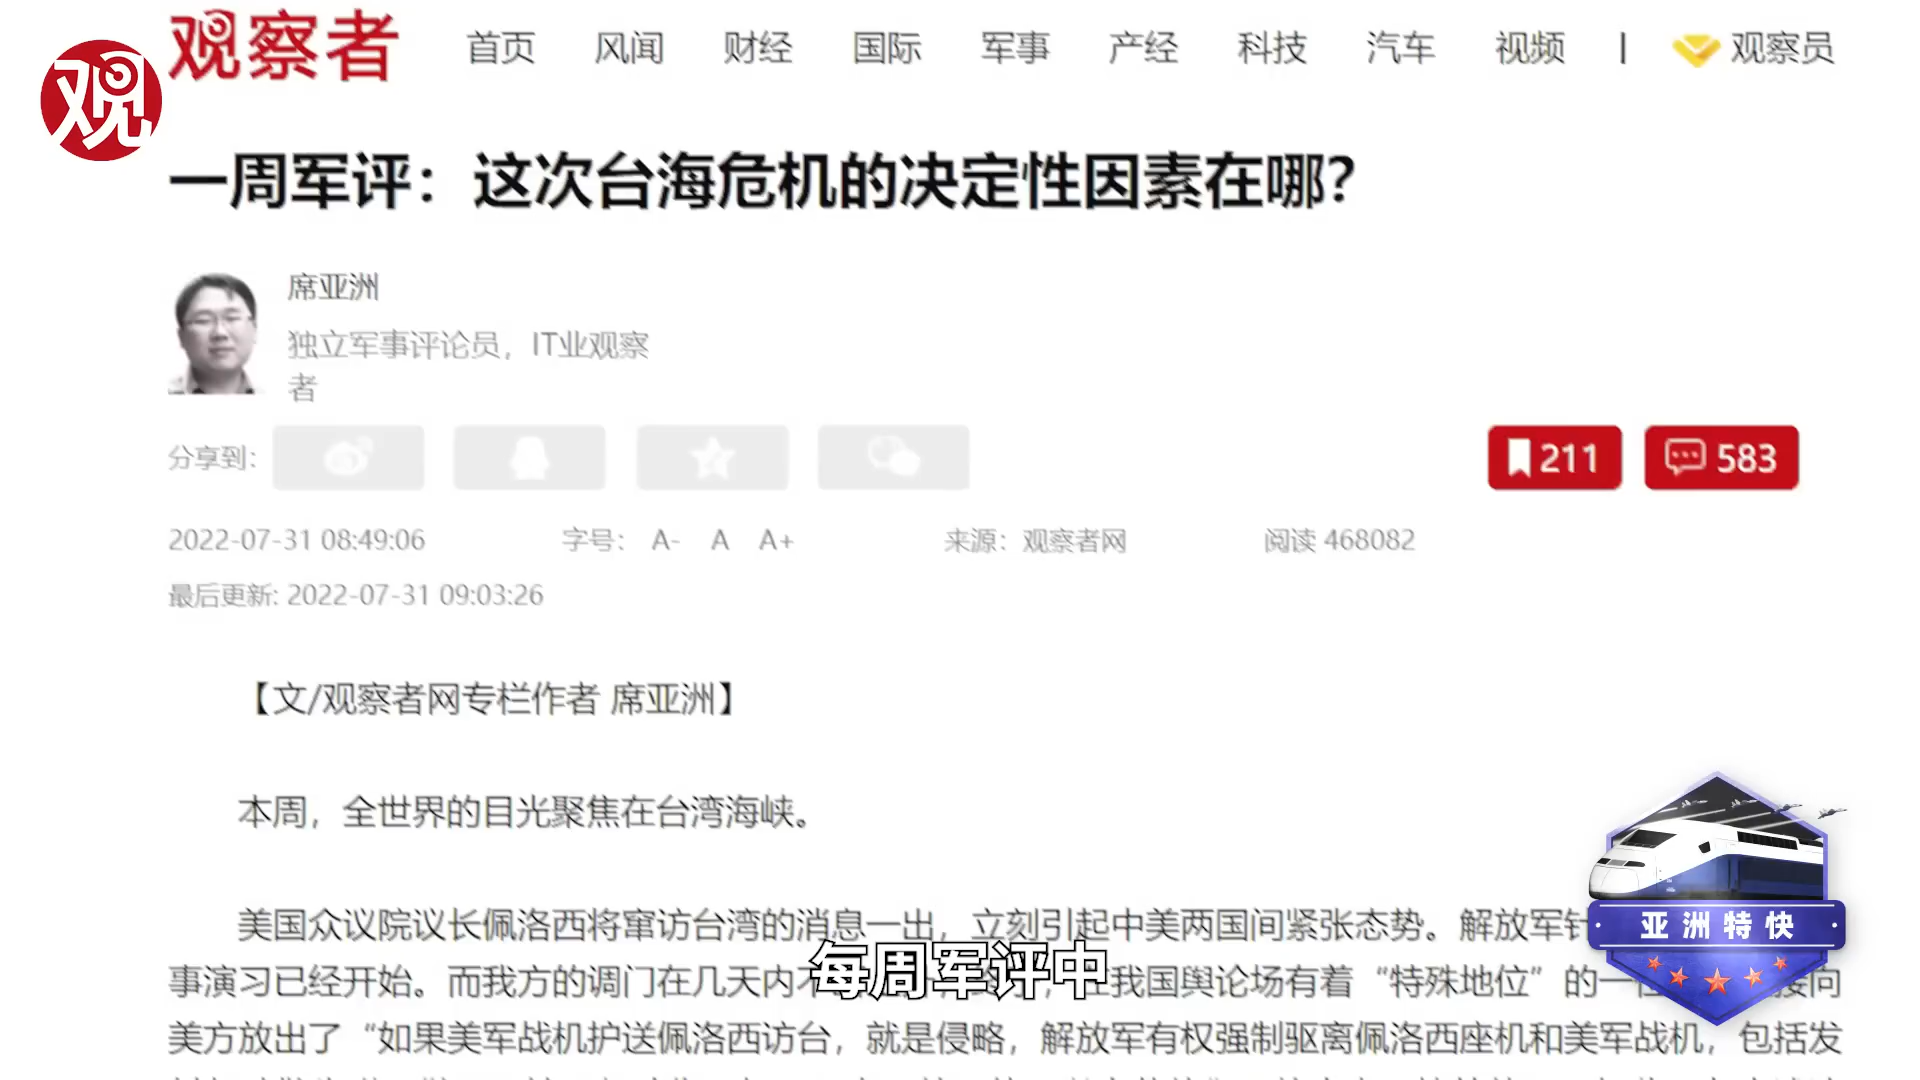 观
观察者
首页 风闻 财经 国际 军事 产经 科技 汽车 视频 | 观察员
一周军评：这次台海危机的决定性因素在哪？
席亚洲
独立军事评论员，IT业观察
者
分享到：
211 583
2022-07-31 08:49:06 字号： A- A A+ 来源：观察者网 阅读 468082
最后更新: 2022-07-31 09:03:26
【文/观察者网专栏作者 席亚洲】
本周，全世界的目光聚焦在台湾海峡。
美国众议院议长佩洛西将窜访台湾的消息一出，立刻引起中美两国间紧张态势。解放军针
事演习已经开始。而我方的调门在几天内不 我国舆论场有着“特殊地位”的一 向
美方放出了“如果美军战机护送佩洛西访台，就是侵略，解放军有权强制驱离佩洛西座机和美军战机，包括发
每周军评中
亚洲特快